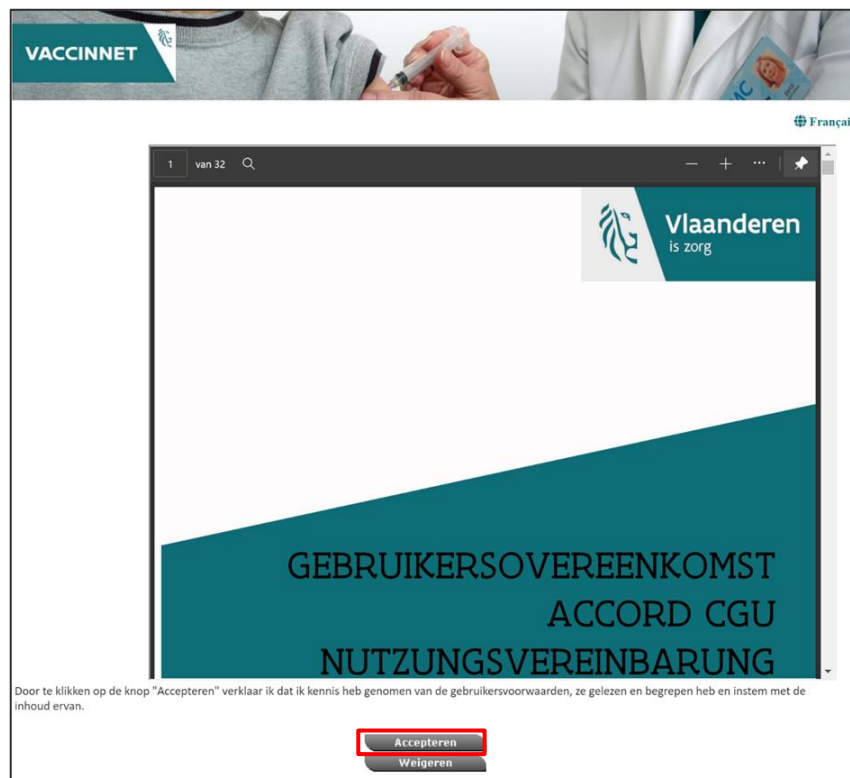 VACCINNET
Françai
1 van 32
Vlaanderen
is zorg
GEBRUIKERSOVEREENKOMST
ACCORD CGU
NUTZUNGSVEREINBARUNG
Door te klikken op de knop "Accepteren" verklaar ik dat ik kennis heb genomen van de gebruikersvoorwaarden, ze gelezen en begrepen heb en instem met de
inhoud ervan.
Accepteren
Weigeren